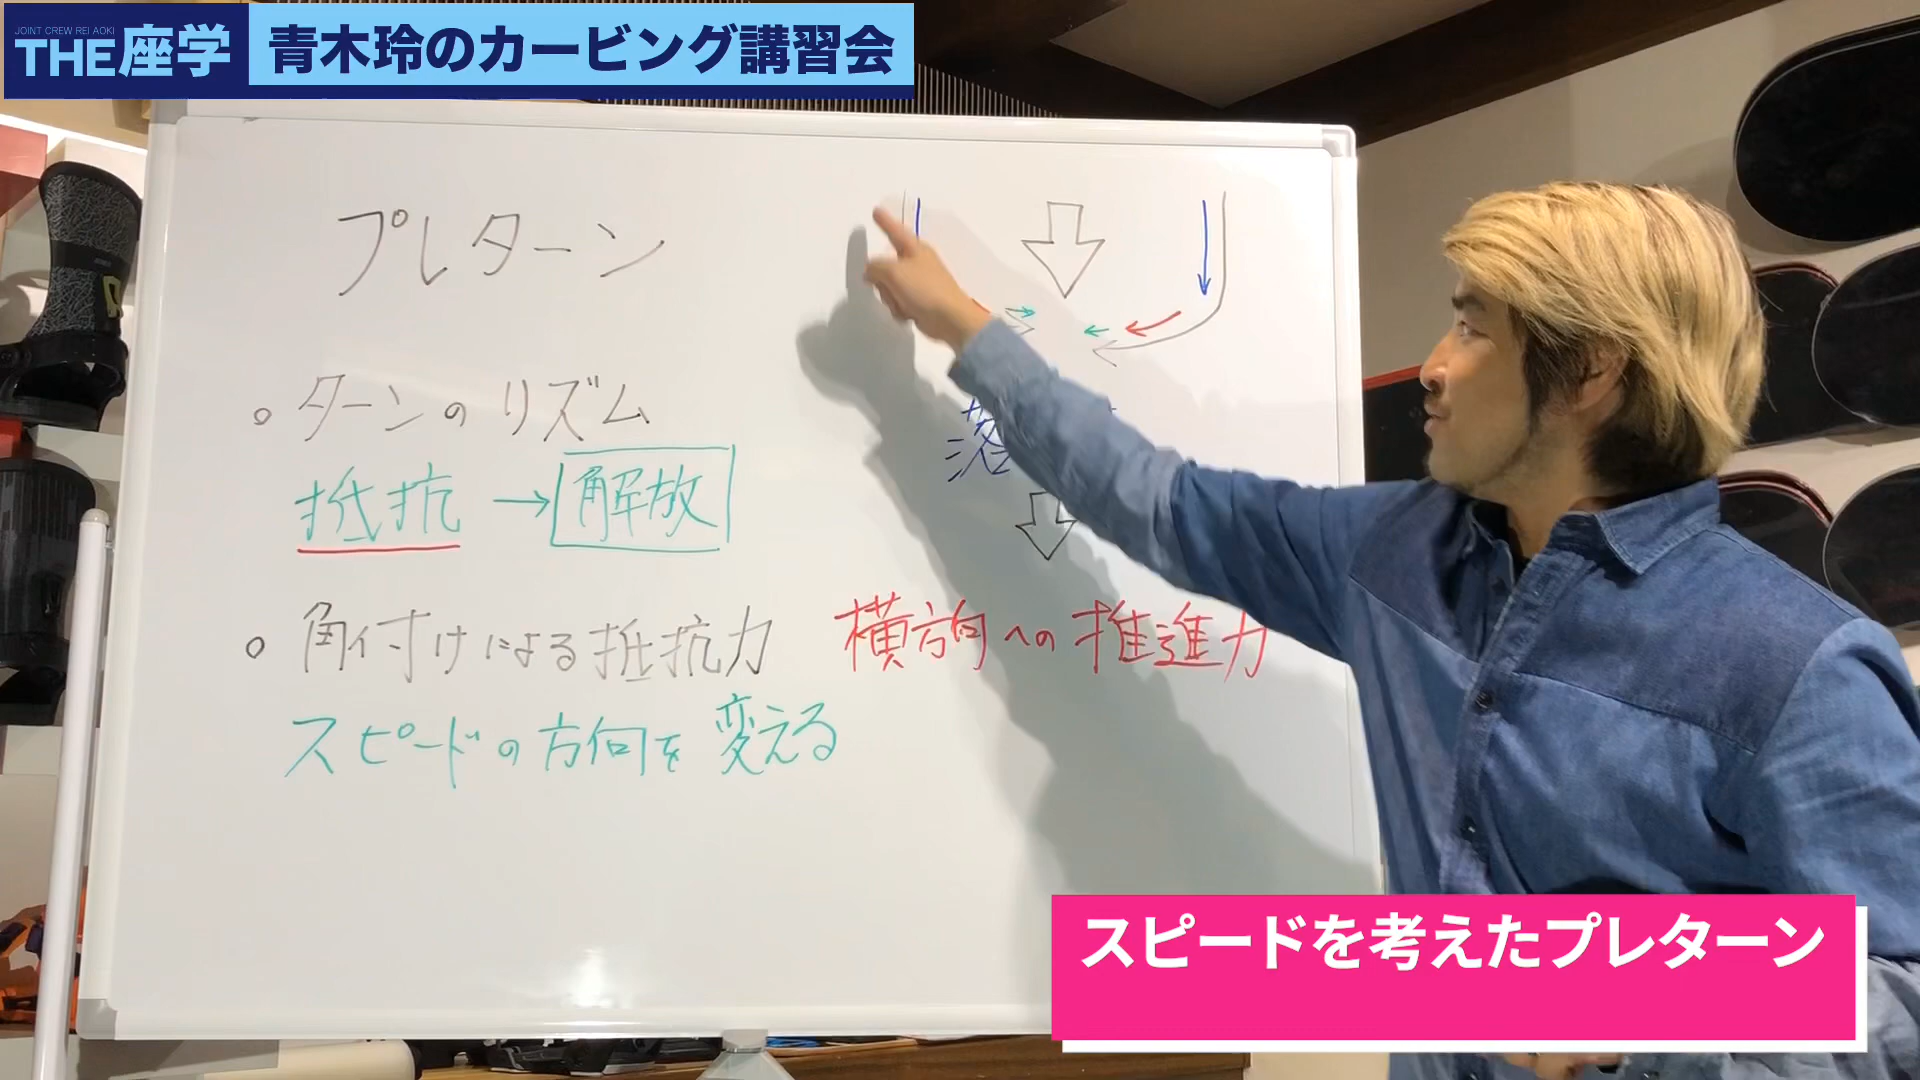 JOINT CREW REI AOKI
THE座学
青木玲のカービング講習会
プレターン
ターンのリズム
抵抗→解放
落
角付けによる抵抗力
横方向への推進力
スピードの方向を変える
スピードを考えたプレターン